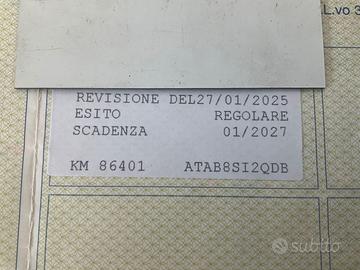 L.vo 3
REVISIONE DEL27/01/2025
ESITO REGOLARE
SCADENZA 01/2027
KM 86401 ATAB8SI2QDB
subito